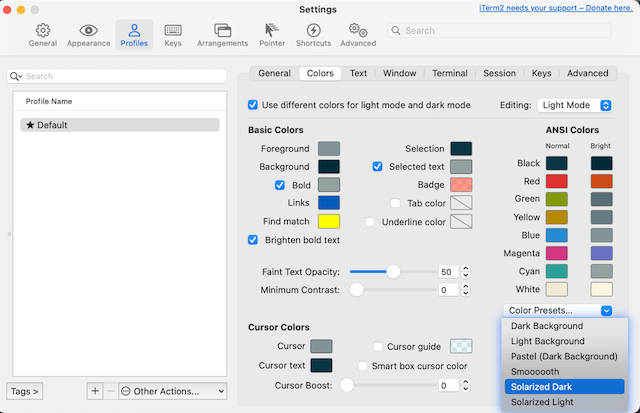 Settings
iTerm2 needs your support – Donate here.
General
Appearance
Profiles
Keys
Arrangements
Pointer
Shortcuts
Advanced
Search
Search
Profile Name
★ Default
Tags >
+
−
Other Actions...
General
Colors
Text
Window
Terminal
Session
Keys
Advanced
Use different colors for light mode and dark mode
Editing:
Light Mode
Basic Colors
Foreground
Background
Bold
Links
Find match
Brighten bold text
Selection
Selected text
Badge
Tab color
Underline color
Faint Text Opacity:
50
Minimum Contrast:
0
Cursor Colors
Cursor
Cursor text
Cursor guide
Smart box cursor color
Cursor Boost:
0
ANSI Colors
Normal
Bright
Black
Red
Green
Yellow
Blue
Magenta
Cyan
White
Color Presets...
Dark Background
Light Background
Pastel (Dark Background)
Smoooooth
Solarized Dark
Solarized Light